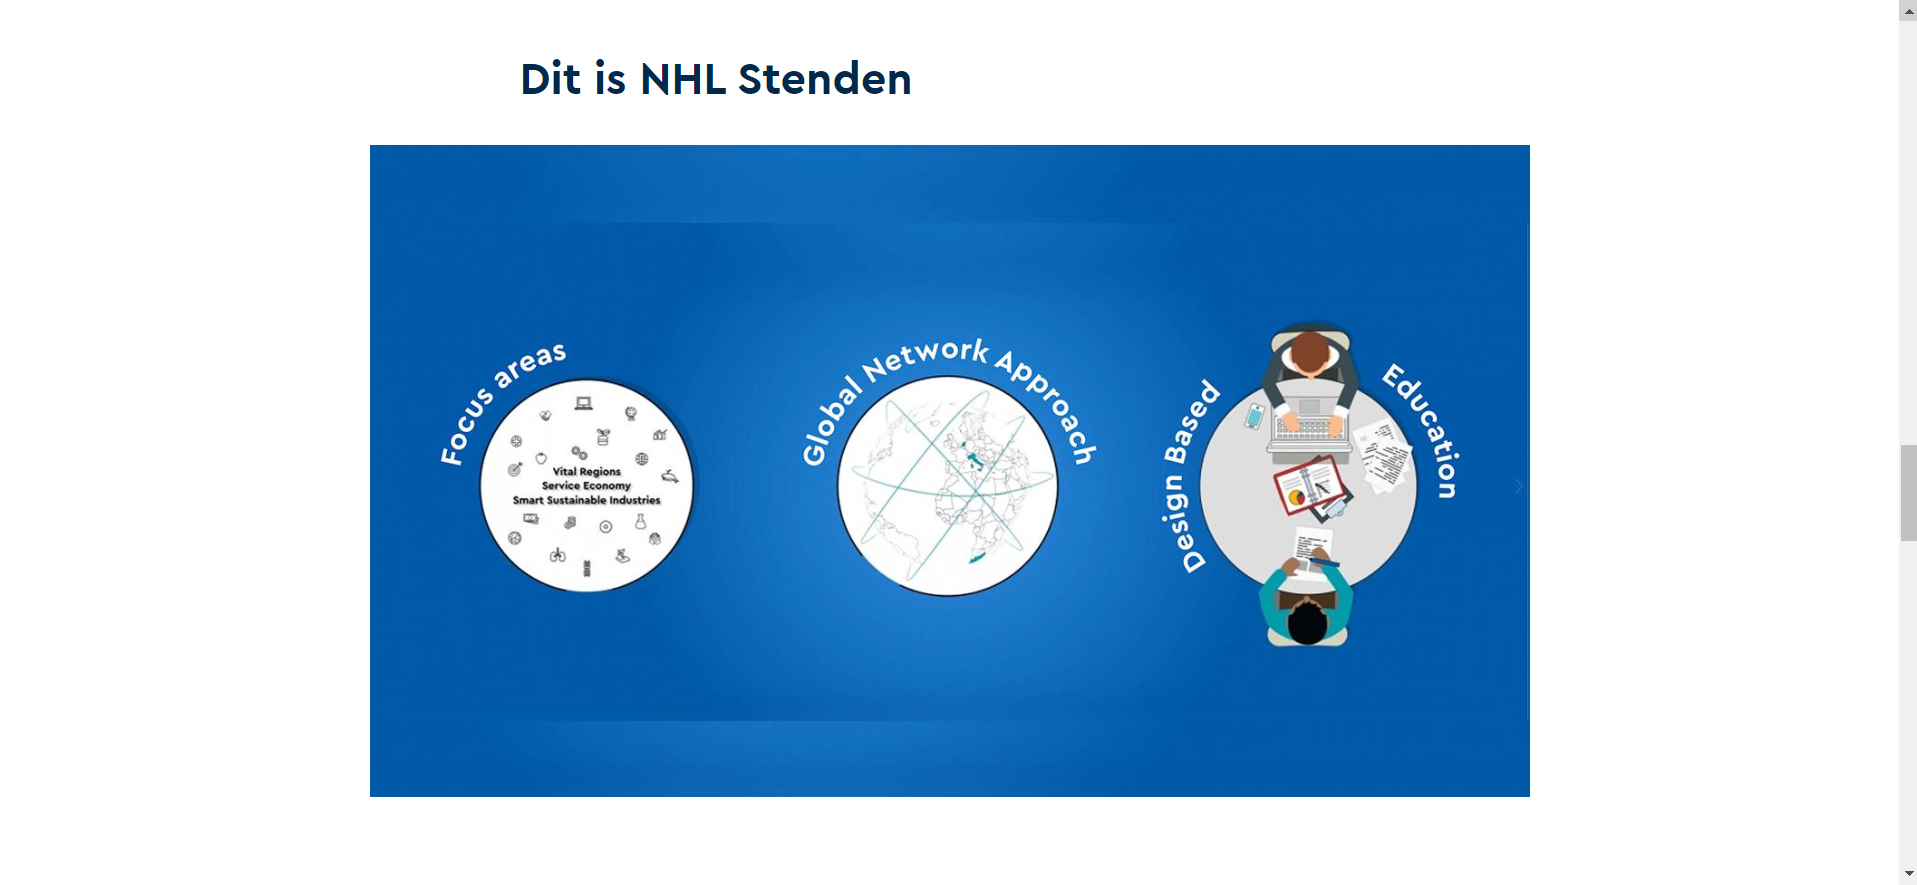 Dit is NHL Stenden
Focus areas
Vital Regions
Service Economy
Smart Sustainable Industries
Global Network Approach
Design Based Education